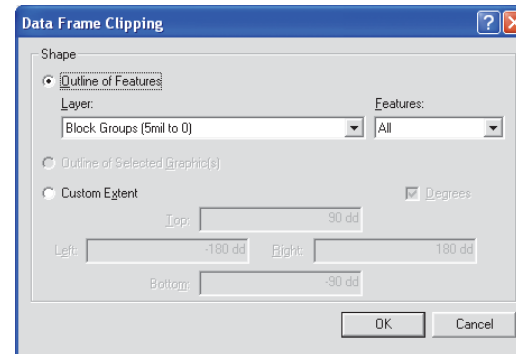 Data Frame Clipping
Shape
Outline of Features
Layer: Features:
Block Groups (5mil to 0) All
Outline of Selected Graphic(s)
Custom Extent Degrees
Top: 90 dd
Left: -180 dd Right: 180 dd
Bottom: -90 dd
OK Cancel